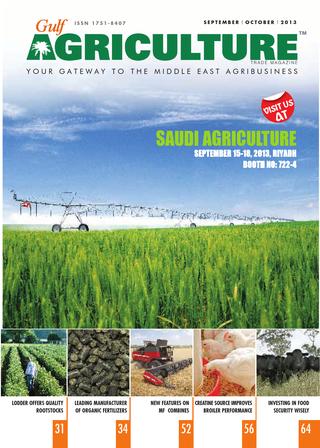 Gulf
ISSN 1751-8407
SEPTEMBER | OCTOBER | 2013
AGRICULTURE™
TRADE MAGAZINE
YOUR GATEWAY TO THE MIDDLE EAST AGRIBUSINESS
VISIT US
AT
SAUDI AGRICULTURE
SEPTEMBER 15-18, 2013, RIYADH
BOOTH NO: 722-4
LODDER OFFERS QUALITY
ROOTSTOCKS
31
LEADING MANUFACTURER
OF ORGANIC FERTILIZERS
34
NEW FEATURES ON
MF COMBINES
52
CREATINE SOURCE IMPROVES
BROILER PERFORMANCE
56
INVESTING IN FOOD
SECURITY WISELY
64